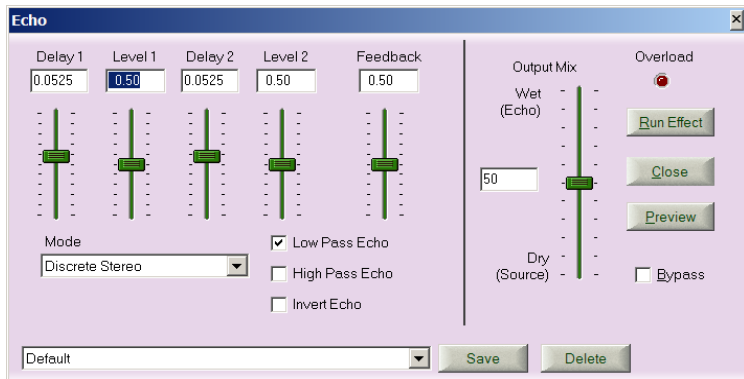 Echo
Delay 1 Level 1 Delay 2 Level 2 Feedback
0.0525 0.50 0.0525 0.50 0.50
Mode
Discrete Stereo
Low Pass Echo
High Pass Echo
Invert Echo
Output Mix
Wet
(Echo)
50
Dry
(Source)
Overload
Run Effect
Close
Preview
Bypass
Default
Save
Delete